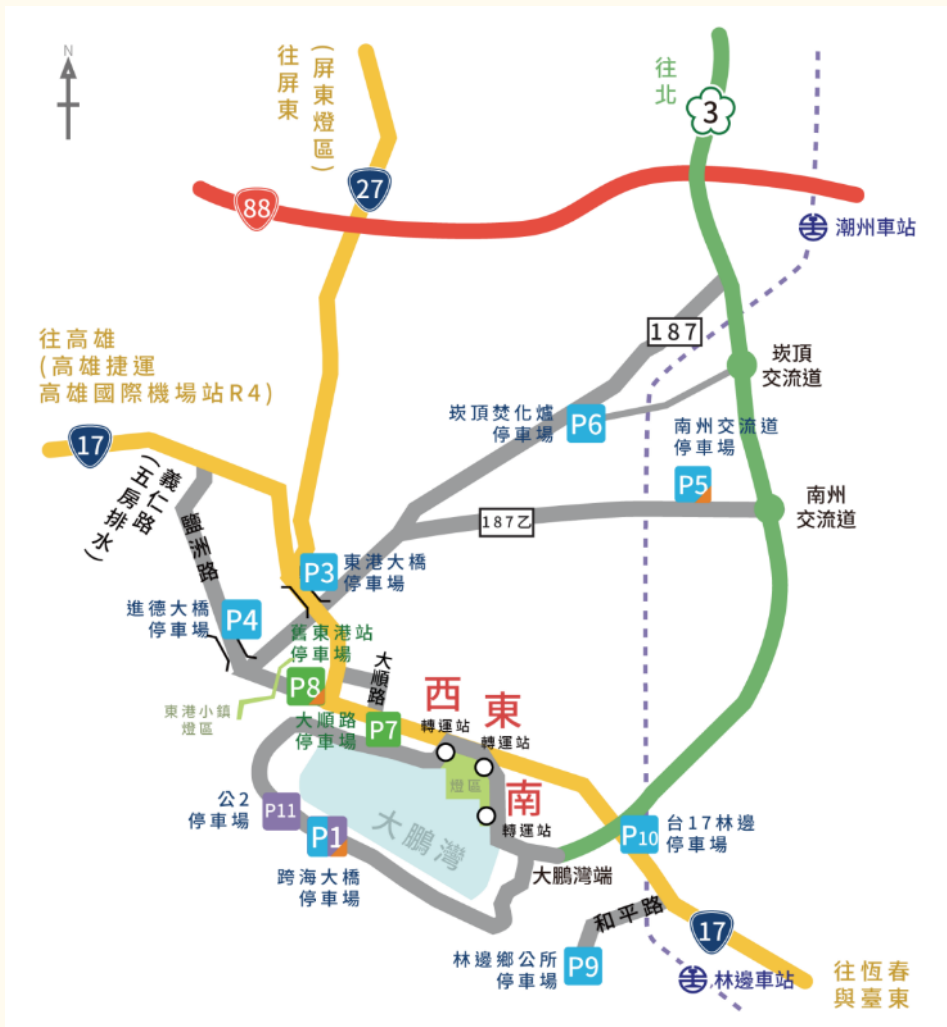 N
往屏東
(屏東燈區)
27
往北
3
88
潮州車站
往高雄
(高雄捷運
高雄國際機場站R4)
17
187
崁頂
交流道
崁頂焚化爐
停車場
P6
南州交流道
停車場
P5
南州
交流道
187乙
義仁路
(五房排水)
鹽洲路
P3
東港大橋
停車場
進德大橋
停車場
P4
舊東港站
停車場
P8
大順路
東港小鎮
燈區
大順路
停車場
P7
西
轉運站
東
轉運站
燈區
南
轉運站
公2
停車場
P11
P1
跨海大橋
停車場
大鵬灣
大鵬灣端
P10
台17林邊
停車場
和平路
林邊鄉公所
停車場
P9
17
林邊車站
往恆春
與臺東